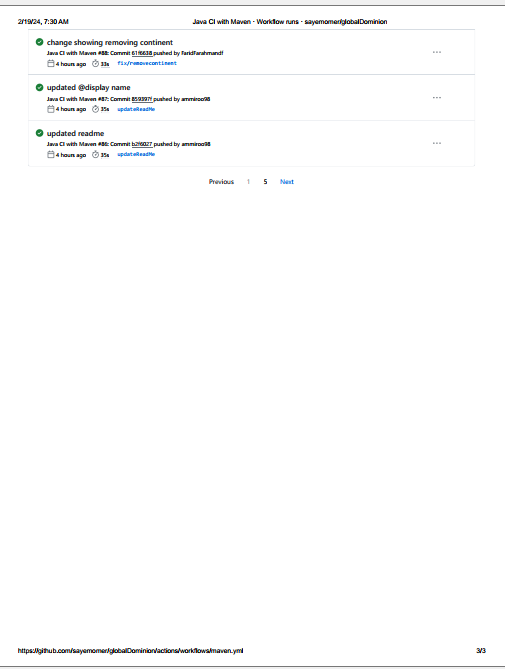 2/19/24, 7:30 AM Java CI with Maven · Workflow runs · sayemomer/globalDominion
change showing removing continent
Java CI with Maven #88: Commit 61f6638 pushed by FaridFarahmand1
4 hours ago 33s fix/removecontinent
updated @display name
Java CI with Maven #87: Commit 859397f pushed by ammiroo98
4 hours ago 35s updateReadMe
updated readme
Java CI with Maven #86: Commit b2f6027 pushed by ammiroo98
4 hours ago 35s updateReadMe
Previous 1 5 Next
https://github.com/sayemomer/globalDominion/actions/workflows/maven.yml 3/3